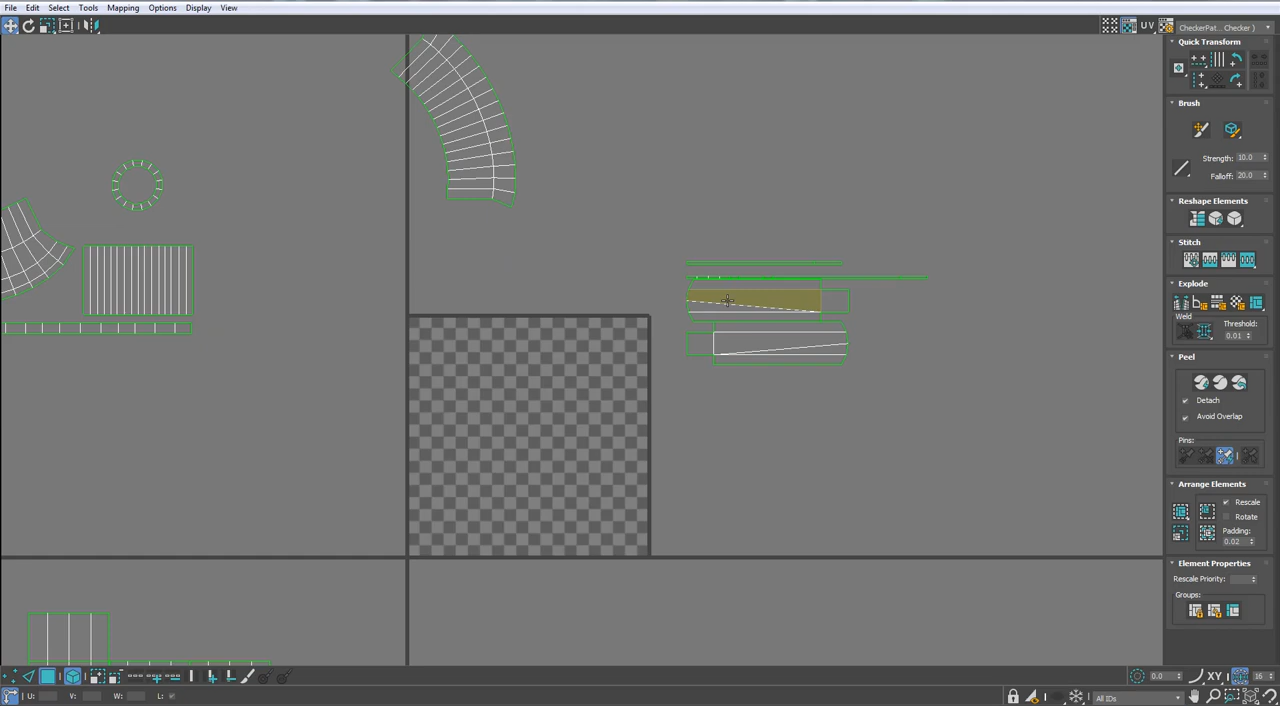 File Edit Select Tools Mapping Options Display View
UV
CheckerPat... Checker )
Quick Transform
Brush
Strength: 10.0
Falloff: 20.0
Reshape Elements
Stitch
Explode
Weld
Threshold:
0.01
Peel
Detach
Avoid Overlap
Pins:
Arrange Elements
Rescale
Rotate
Padding:
0.02
Element Properties
Rescale Priority:
Groups:
0.0
XY
16
U:
V:
W:
L:
All IDs